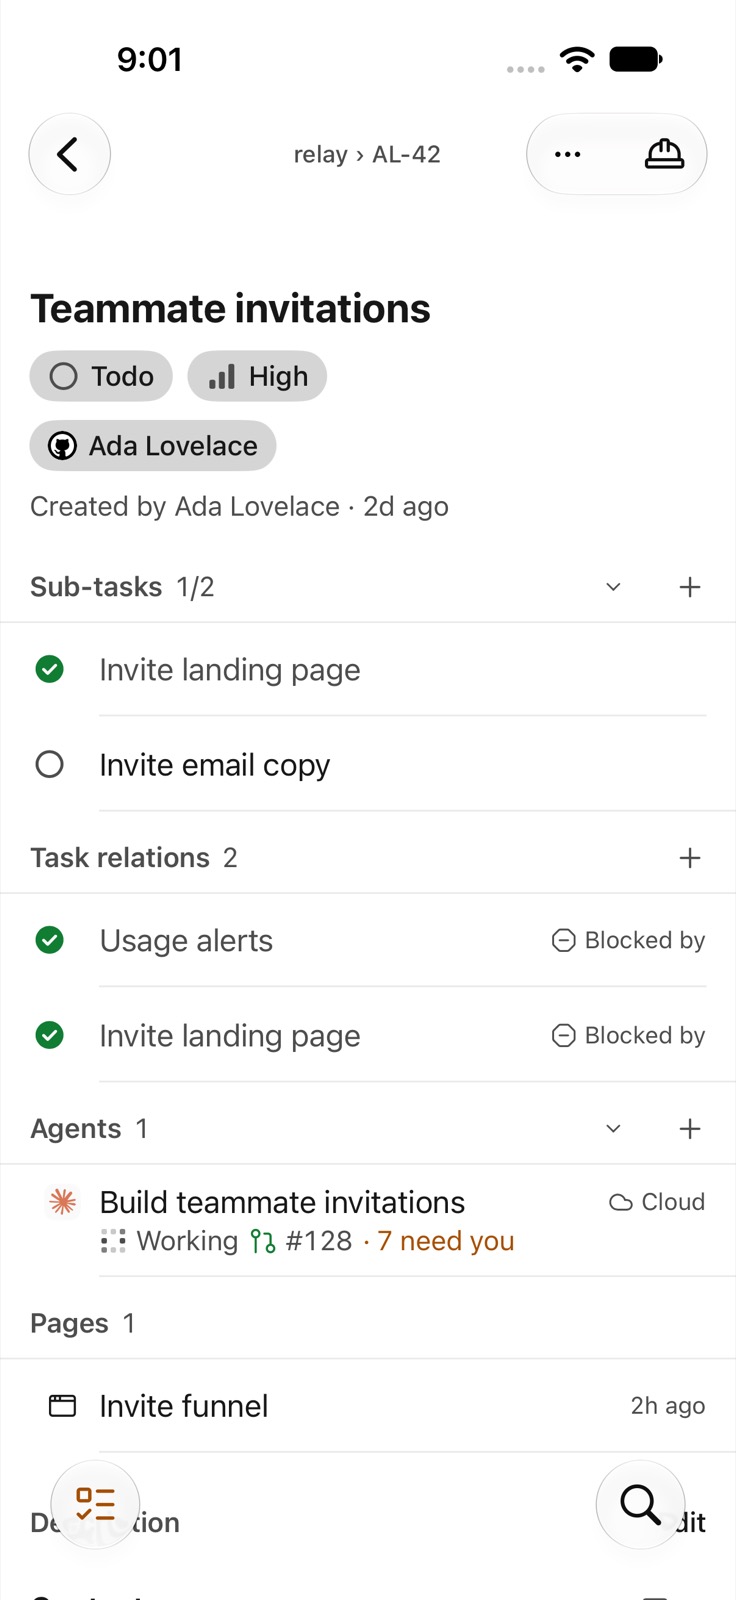 9:01
relay › AL-42
Teammate invitations
Todo
High
Ada Lovelace
Created by Ada Lovelace · 2d ago
Sub-tasks 1/2
Invite landing page
Invite email copy
Task relations 2
Usage alerts Blocked by
Invite landing page Blocked by
Agents 1
Build teammate invitations Cloud
Working #128 · 7 need you
Pages 1
Invite funnel 2h ago